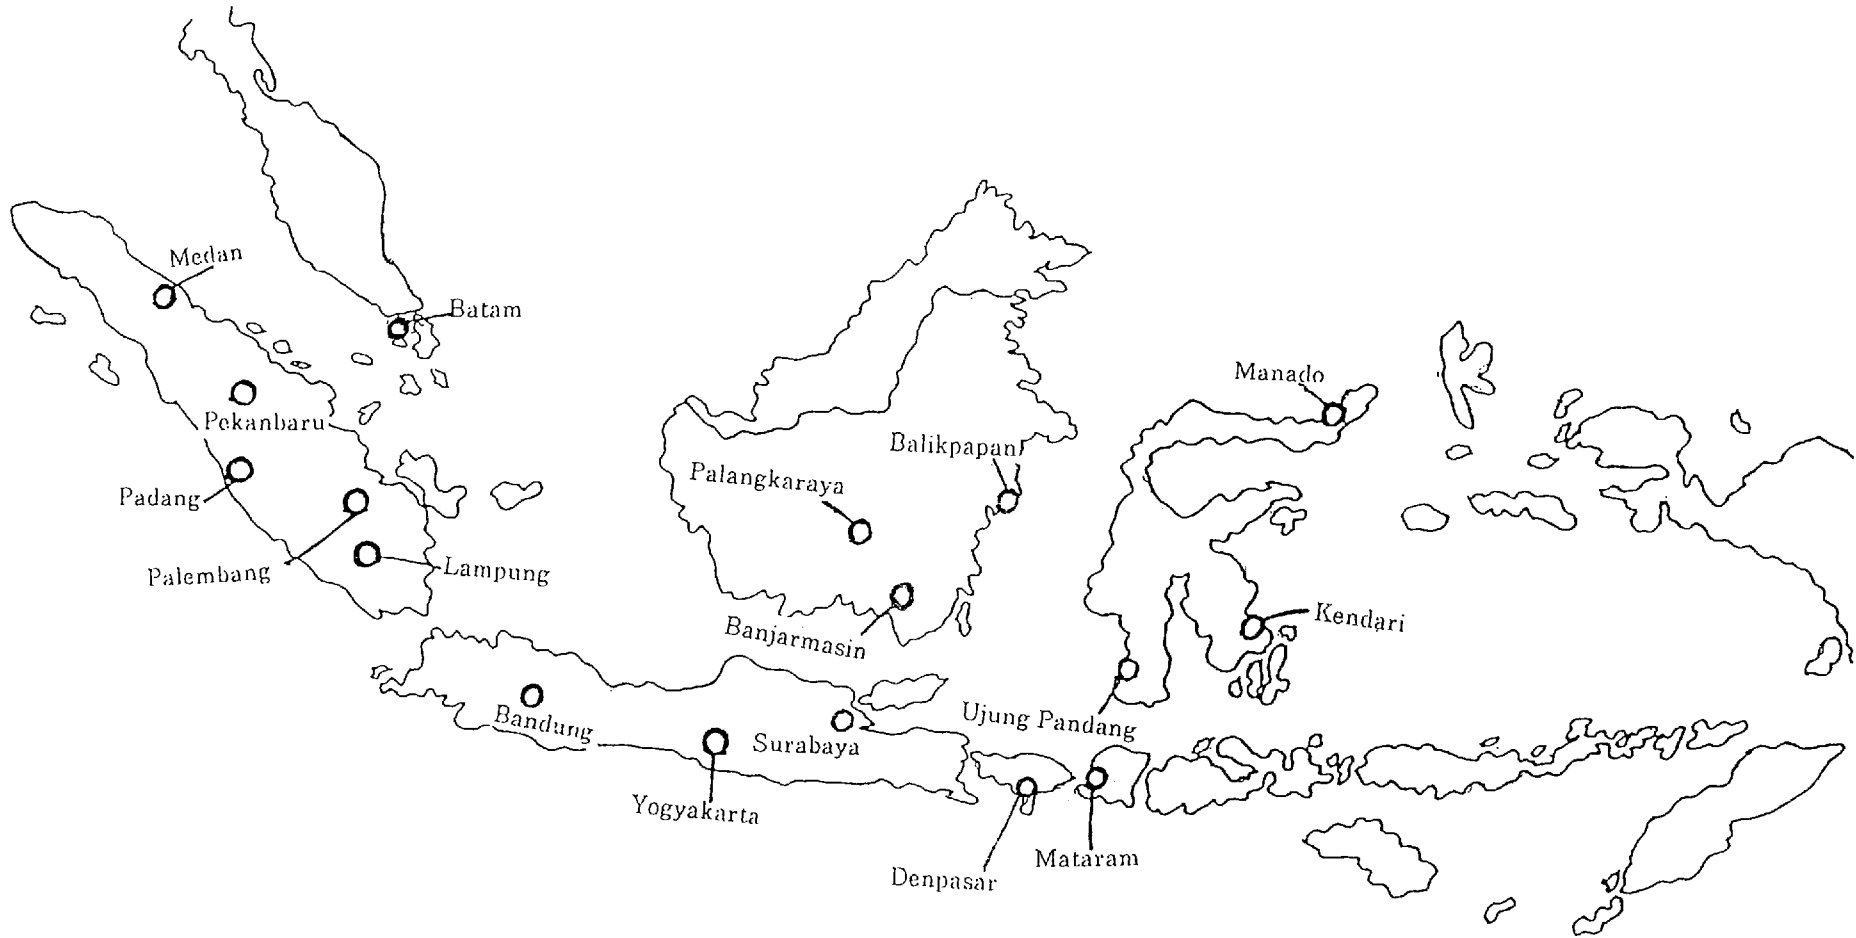 Medan
Batam
Manado
Pekanbaru
Balikpapan
Palangkaraya
Padang
Palembang
Lampung
Kendari
Banjarmasin
Ujung Pandang
Bandung
Surabaya
Yogyakarta
Mataram
Denpasar